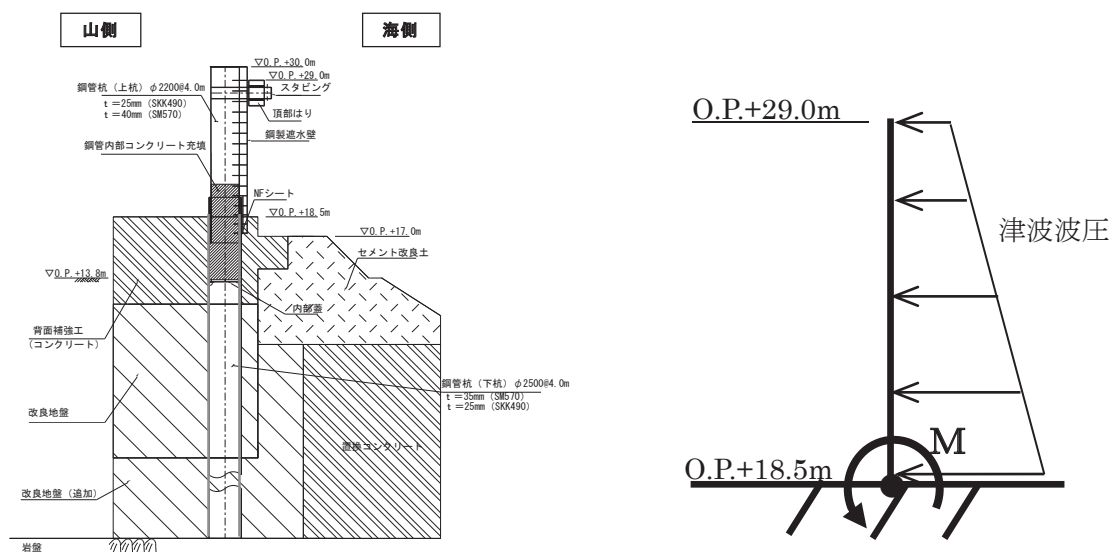 山側
海側
▽O.P.+30.0m
▽O.P.+29.0m
スタビング
鋼管杭（上杭）φ2200@4.0m
t＝25mm（SKK490）
t＝40mm（SM570）
頂部はり
鋼製遮水壁
鋼管内部コンクリート充填
NFシート
▽O.P.+18.5m
▽O.P.+17.0m
セメント改良土
▽O.P.+13.8m
内部蓋
背面補強工
（コンクリート）
鋼管杭（下杭）φ2500@4.0m
t＝35mm（SM570）
t＝25mm（SKK490）
改良地盤
置換コンクリート
改良地盤（追加）
岩盤
O.P.+29.0m
津波波圧
M
O.P.+18.5m